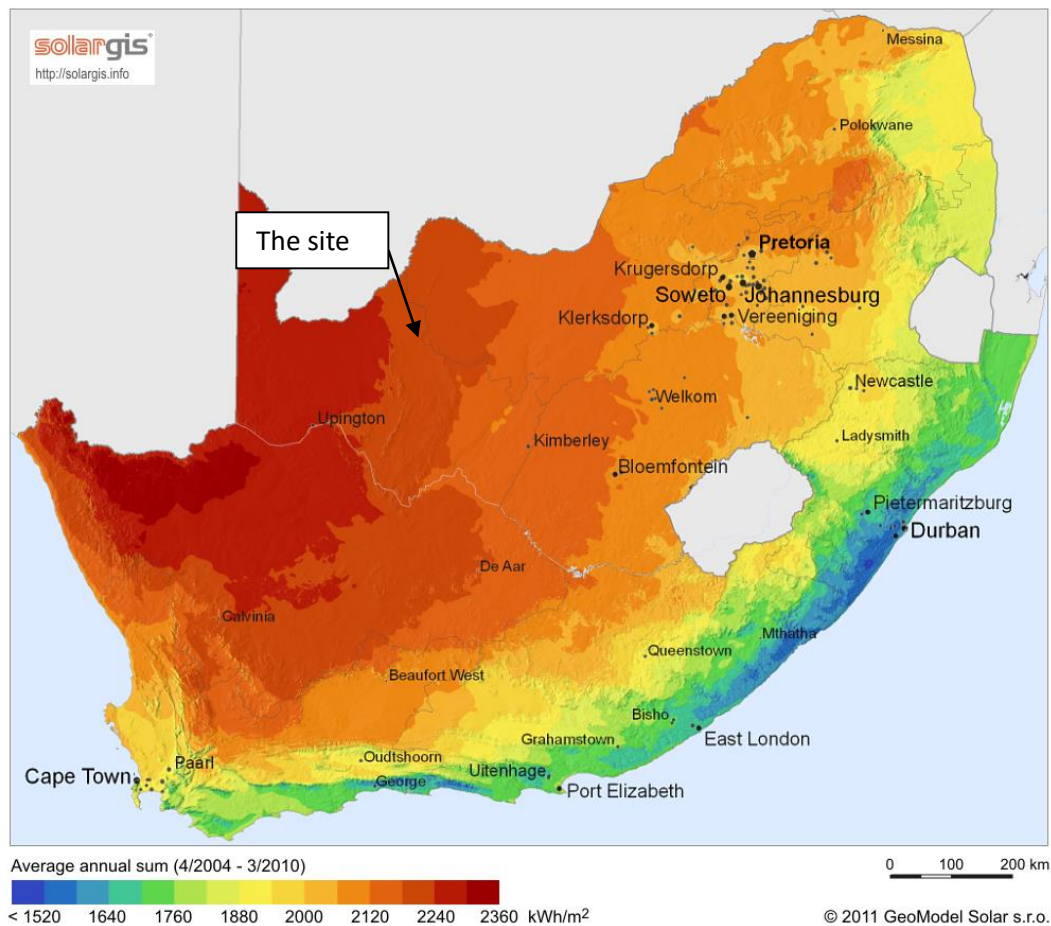 solargis
http://solargis.info
Messina
Polokwane
The site
Pretoria
Krugersdorp
Soweto
Johannesburg
Klerksdorp
Vereeniging
Newcastle
Welkom
Upington
Ladysmith
Kimberley
Bloemfontein
Pietermaritzburg
Durban
De Aar
Calvinia
Mthatha
Queenstown
Beaufort West
Bisho
Grahamstown
East London
Oudtshoorn
Paarl
Uitenhage
Cape Town
George
Port Elizabeth
Average annual sum (4/2004 - 3/2010)
0 100 200 km
< 1520 1640 1760 1880 2000 2120 2240 2360 kWh/m2
© 2011 GeoModel Solar s.r.o.